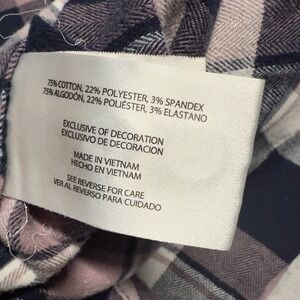 75% COTTON, 22% POLYESTER, 3% SPANDEX
75% ALGODÓN, 22% POLIÉSTER, 3% ELASTANO
EXCLUSIVE OF DECORATION
EXCLUSIVO DE DECORACION
MADE IN VIETNAM
HECHO EN VIETNAM
SEE REVERSE FOR CARE
VER AL REVERSO PARA CUIDADO